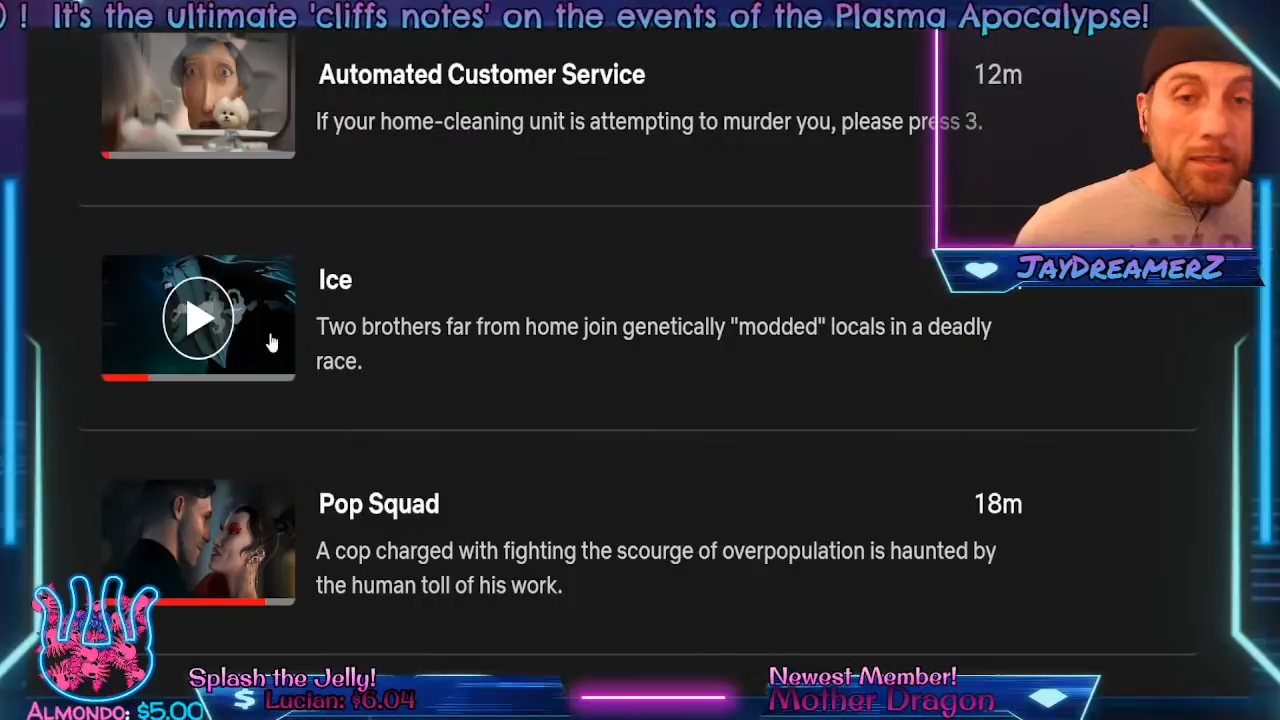 ) ! It's the ultimate 'cliffs notes' on the events of the Plasma Apocalypse!
Automated Customer Service
12m
If your home-cleaning unit is attempting to murder you, please press 3.
JayDreamerZ
Ice
Two brothers far from home join genetically "modded" locals in a deadly
race.
Pop Squad
18m
A cop charged with fighting the scourge of overpopulation is haunted by
the human toll of his work.
Splash the Jelly!
$ Lucian: $6.04
Newest Member!
Mother Dragon
Almondo: $5.00